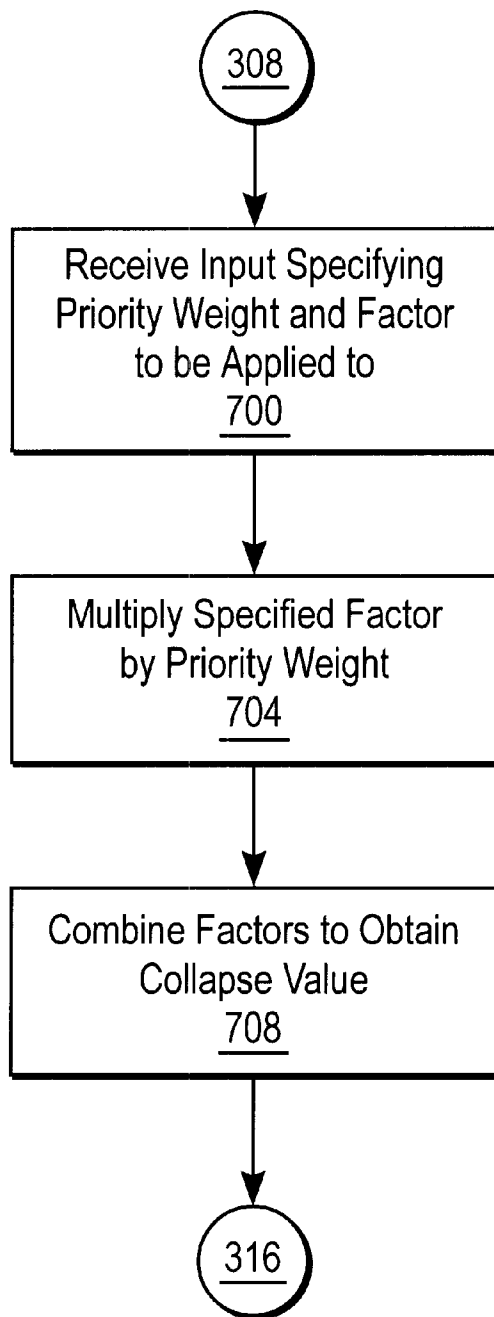 308
Receive Input Specifying
Priority Weight and Factor
to be Applied to
700
Multiply Specified Factor
by Priority Weight
704
Combine Factors to Obtain
Collapse Value
708
316